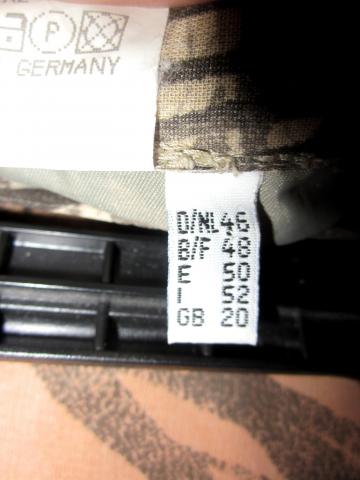 P
GERMANY
D/NL 46
B/F 48
E 50
I 52
GB 20